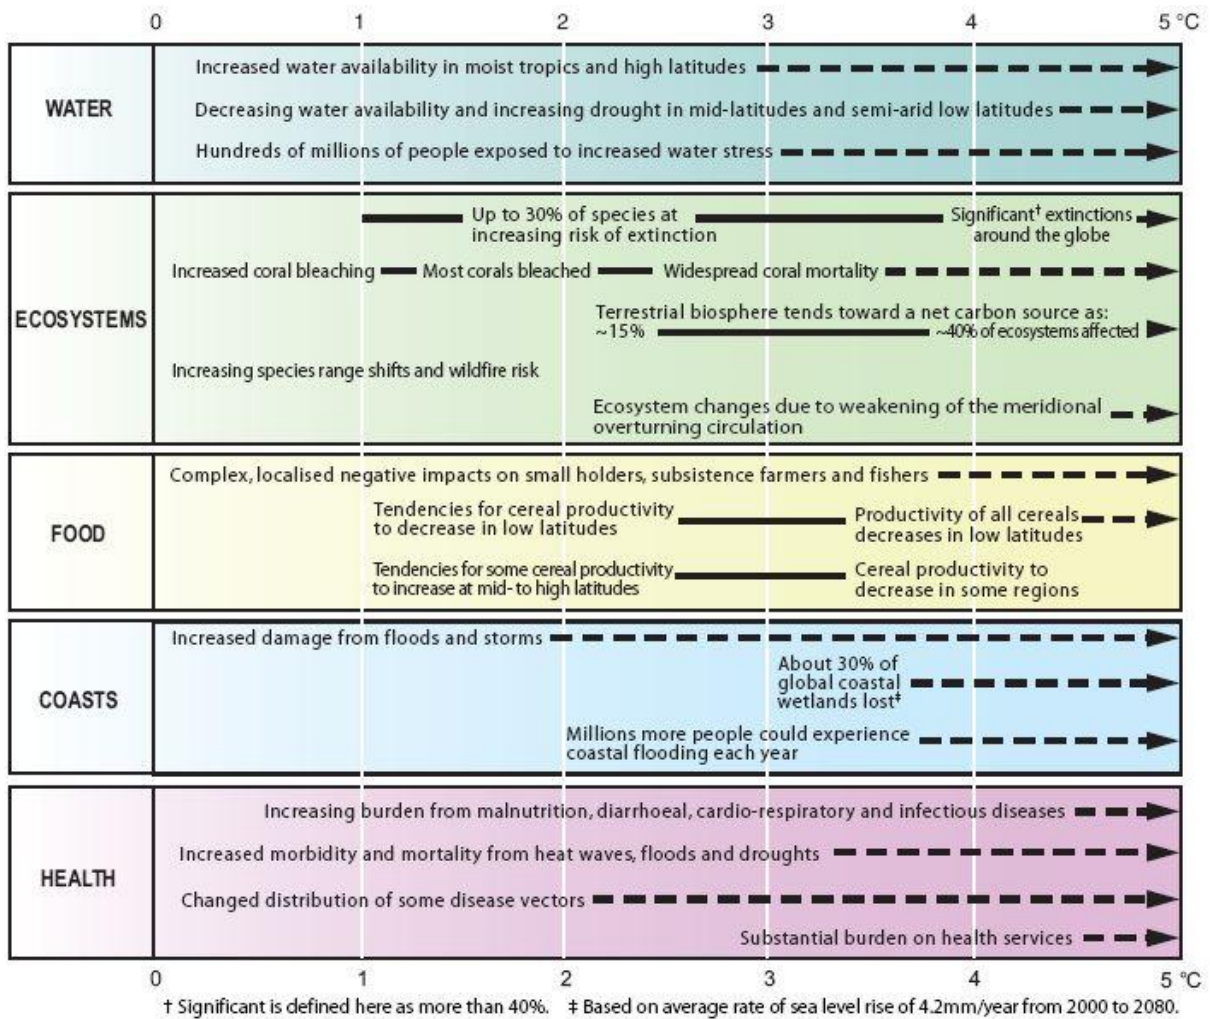 0 1 2 3 4 5 °C
WATER
Increased water availability in moist tropics and high latitudes
Decreasing water availability and increasing drought in mid-latitudes and semi-arid low latitudes
Hundreds of millions of people exposed to increased water stress
ECOSYSTEMS
Up to 30% of species at
increasing risk of extinction
Significant† extinctions
around the globe
Increased coral bleaching Most corals bleached Widespread coral mortality
Terrestrial biosphere tends toward a net carbon source as:
~15% ~40% of ecosystems affected
Increasing species range shifts and wildfire risk
Ecosystem changes due to weakening of the meridional
overturning circulation
FOOD
Complex, localised negative impacts on small holders, subsistence farmers and fishers
Tendencies for cereal productivity
to decrease in low latitudes
Productivity of all cereals
decreases in low latitudes
Tendencies for some cereal productivity
to increase at mid- to high latitudes
Cereal productivity to
decrease in some regions
COASTS
Increased damage from floods and storms
About 30% of
global coastal
wetlands lost‡
Millions more people could experience
coastal flooding each year
HEALTH
Increasing burden from malnutrition, diarrhoeal, cardio-respiratory and infectious diseases
Increased morbidity and mortality from heat waves, floods and droughts
Changed distribution of some disease vectors
Substantial burden on health services
0 1 2 3 4 5 °C
† Significant is defined here as more than 40%. ‡ Based on average rate of sea level rise of 4.2mm/year from 2000 to 2080.